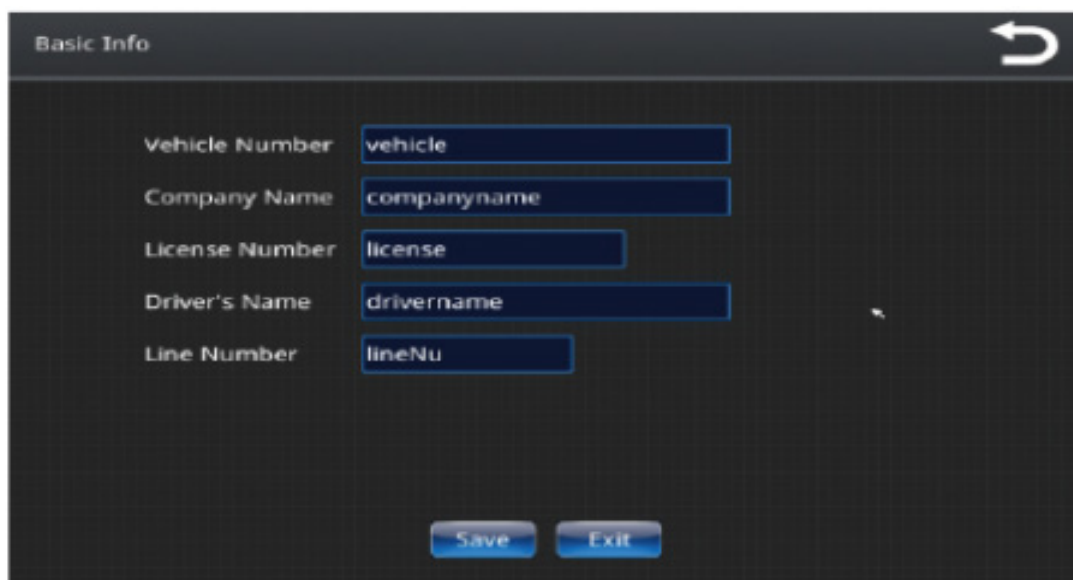 Basic Info
Vehicle Number vehicle
Company Name companyname
License Number license
Driver's Name drivername
Line Number lineNu
Save Exit